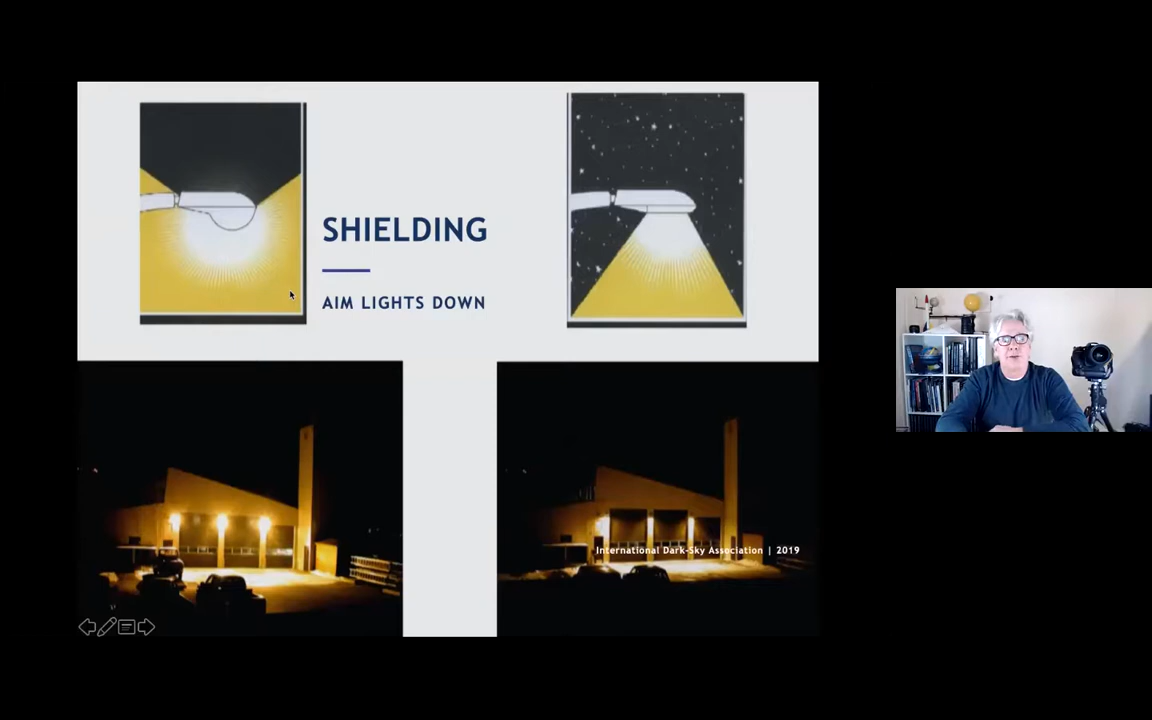 SHIELDING
AIM LIGHTS DOWN
International Dark-Sky Association | 2019